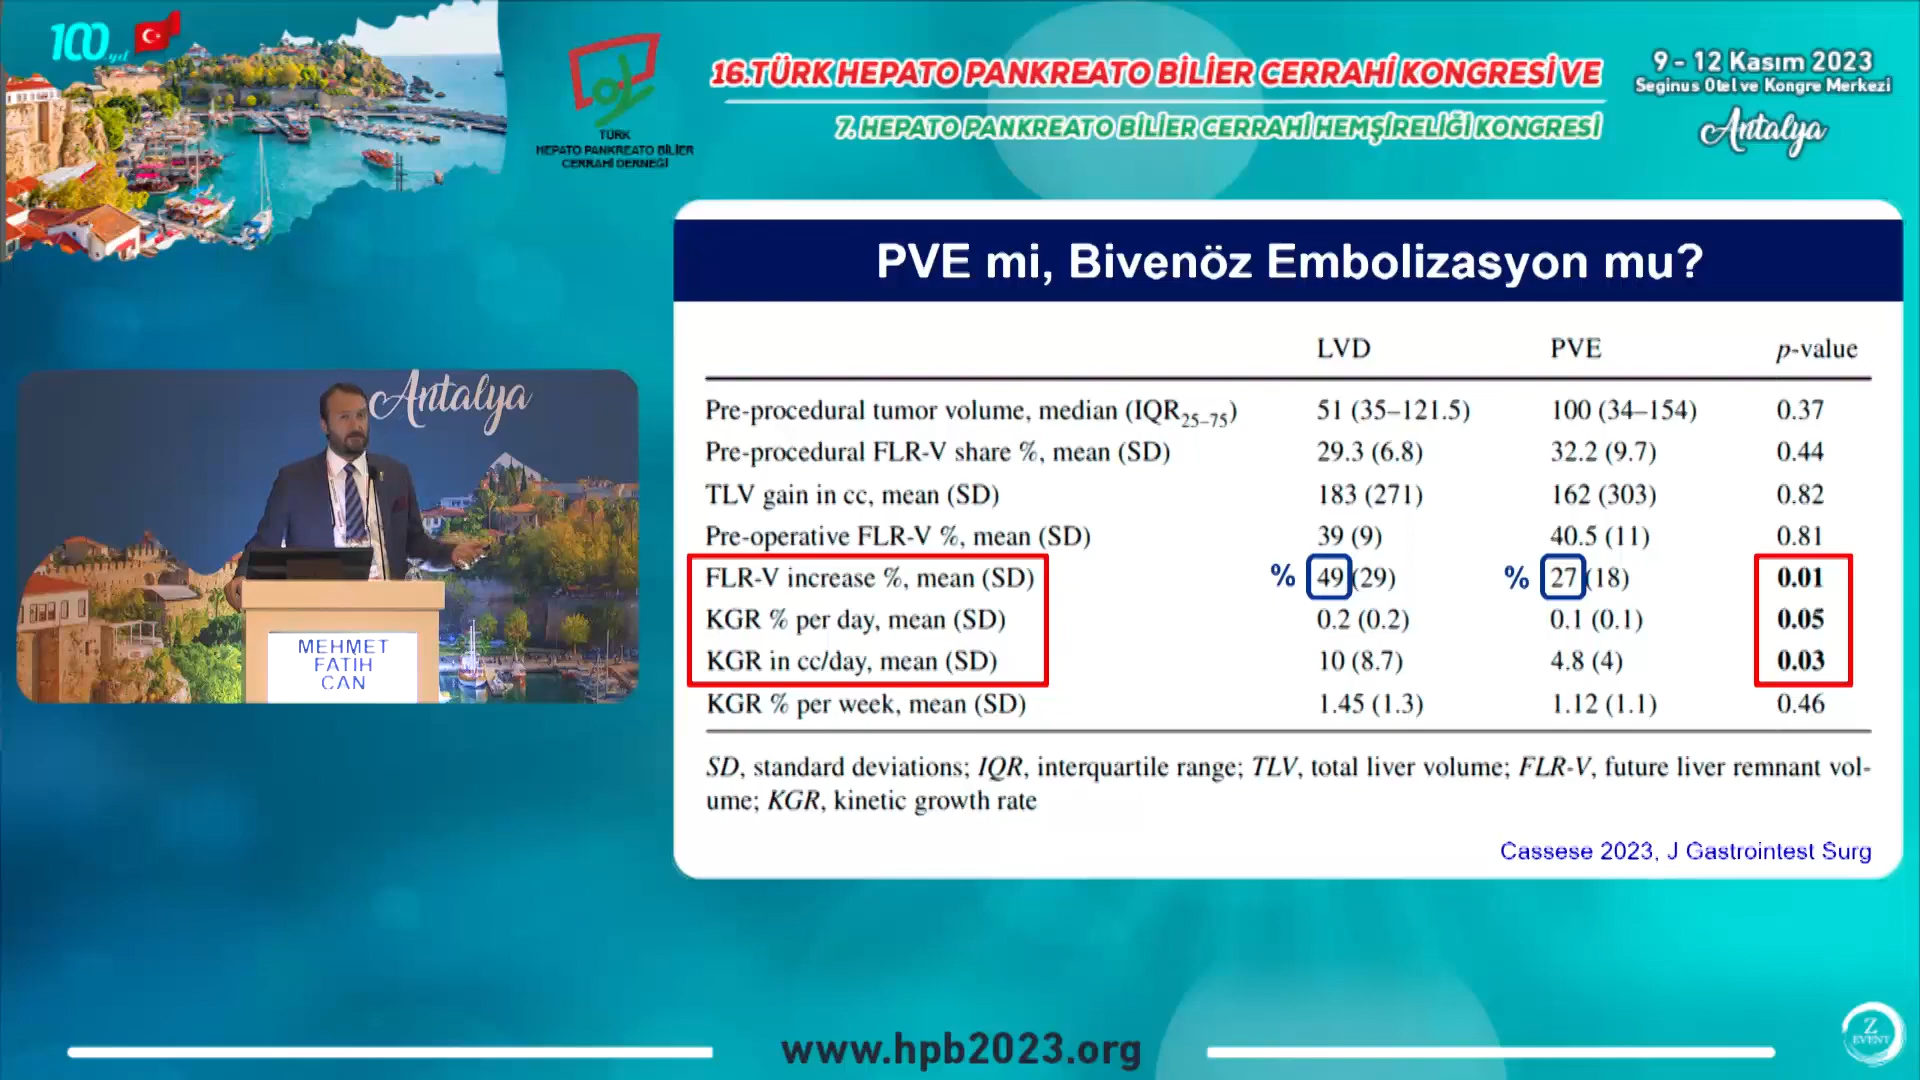 100.yıl
TÜRK
HEPATO PANKREATO BİLİER
CERRAHİ DERNEĞİ
16.TÜRK HEPATO PANKREATO BİLİER CERRAHİ KONGRESİ VE
7. HEPATO PANKREATO BİLİER CERRAHİ HEMŞİRELİĞİ KONGRESİ
9 - 12 Kasım 2023
Seginus Otel ve Kongre Merkezi
Antalya
Antalya
MEHMET
FATIH
CAN
PVE mi, Bivenöz Embolizasyon mu?
LVD PVE p-value
Pre-procedural tumor volume, median (IQR25–75) 51 (35–121.5) 100 (34–154) 0.37
Pre-procedural FLR-V share %, mean (SD) 29.3 (6.8) 32.2 (9.7) 0.44
TLV gain in cc, mean (SD) 183 (271) 162 (303) 0.82
Pre-operative FLR-V %, mean (SD) 39 (9) 40.5 (11) 0.81
FLR-V increase %, mean (SD) % 49 (29) % 27 (18) 0.01
KGR % per day, mean (SD) 0.2 (0.2) 0.1 (0.1) 0.05
KGR in cc/day, mean (SD) 10 (8.7) 4.8 (4) 0.03
KGR % per week, mean (SD) 1.45 (1.3) 1.12 (1.1) 0.46
SD, standard deviations; IQR, interquartile range; TLV, total liver volume; FLR-V, future liver remnant vol-
ume; KGR, kinetic growth rate
Cassese 2023, J Gastrointest Surg
www.hpb2023.org
Z
EVENT